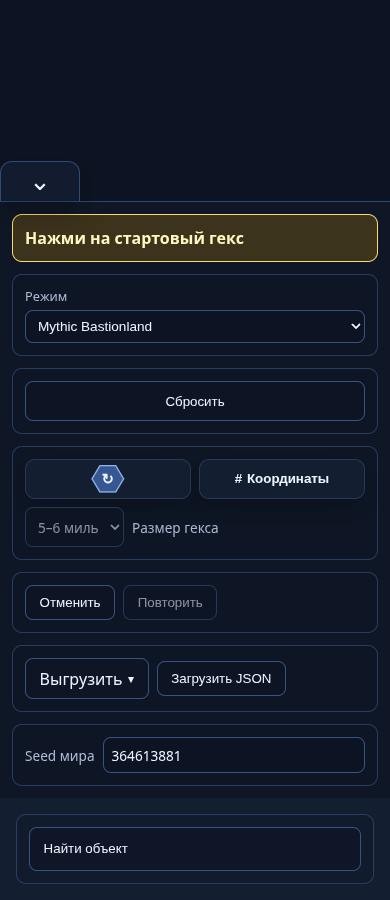 Нажми на стартовый гекс
Режим
Mythic Bastionland
Сбросить
↻
# Координаты
5–6 миль
Размер гекса
Отменить
Повторить
Выгрузить ▾
Загрузить JSON
Seed мира
364613881
Найти объект